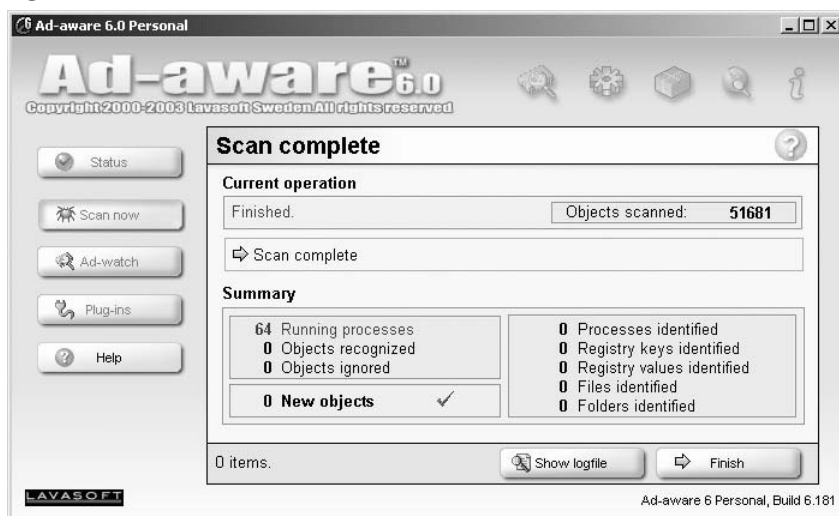 Ad-aware 6.0 Personal
Ad-aware™ 6.0
Copyright 2000-2003 Lavasoft Sweden. All rights reserved
Status
Scan now
Ad-watch
Plug-ins
Help
Scan complete
Current operation
Finished.
Objects scanned: 51681
Scan complete
Summary
64 Running processes
0 Objects recognized
0 Objects ignored
0 New objects
0 Processes identified
0 Registry keys identified
0 Registry values identified
0 Files identified
0 Folders identified
0 items.
Show logfile
Finish
LAVASOFT
Ad-aware 6 Personal, Build 6.181